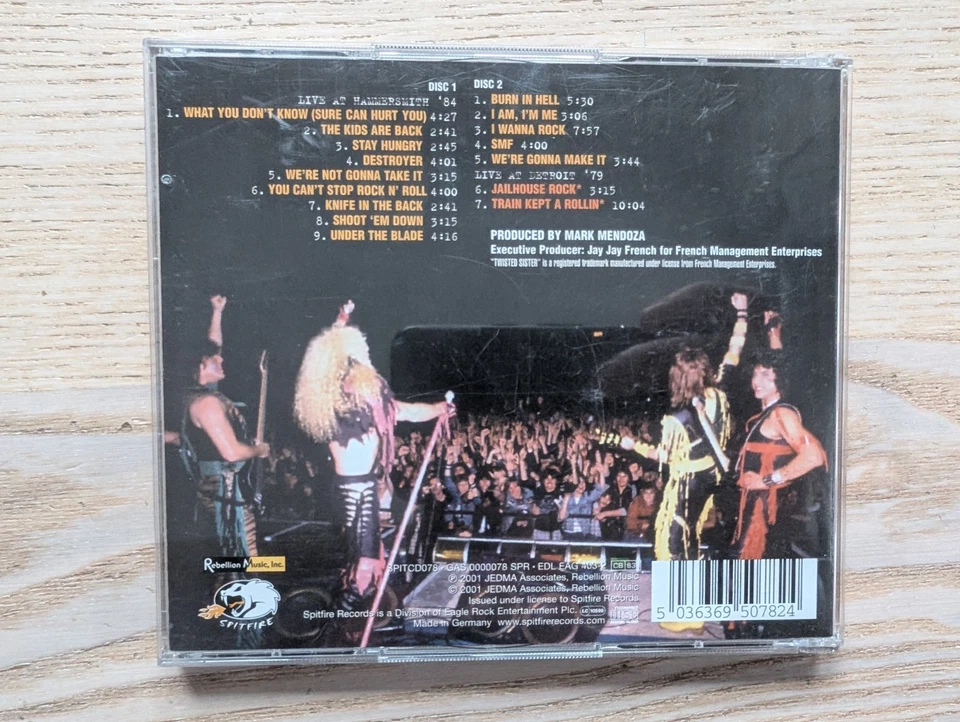 DISC 1
LIVE AT HAMMERSMITH '84
1. WHAT YOU DON'T KNOW (SURE CAN HURT YOU) 4:27
2. THE KIDS ARE BACK 2:41
3. STAY HUNGRY 2:45
4. DESTROYER 4:01
5. WE'RE NOT GONNA TAKE IT 3:15
6. YOU CAN'T STOP ROCK N' ROLL 4:00
7. KNIFE IN THE BACK 2:41
8. SHOOT 'EM DOWN 3:15
9. UNDER THE BLADE 4:16
DISC 2
1. BURN IN HELL 5:30
2. I AM, I'M ME 3:06
3. I WANNA ROCK 7:57
4. SMF 4:00
5. WE'RE GONNA MAKE IT 3:44
LIVE AT DETROIT '79
6. JAILHOUSE ROCK* 3:15
7. TRAIN KEPT A ROLLIN* 10:04
PRODUCED BY MARK MENDOZA
Executive Producer: Jay Jay French for French Management Enterprises
"TWISTED SISTER" is a registered trademark manufactured under license from French Management Enterprises.
Rebellion Music, Inc.
SPITFIRE
SPITCD078 · GAS 0000078 SPR · EDL EAG 403-2
℗ 2001 JEDMA Associates, Rebellion Music
© 2001 JEDMA Associates, Rebellion Music
Issued under license to Spitfire Records
Spitfire Records is a Division of Eagle Rock Entertainment Plc.
Made in Germany www.spitfirerecords.com
5 036369 507824